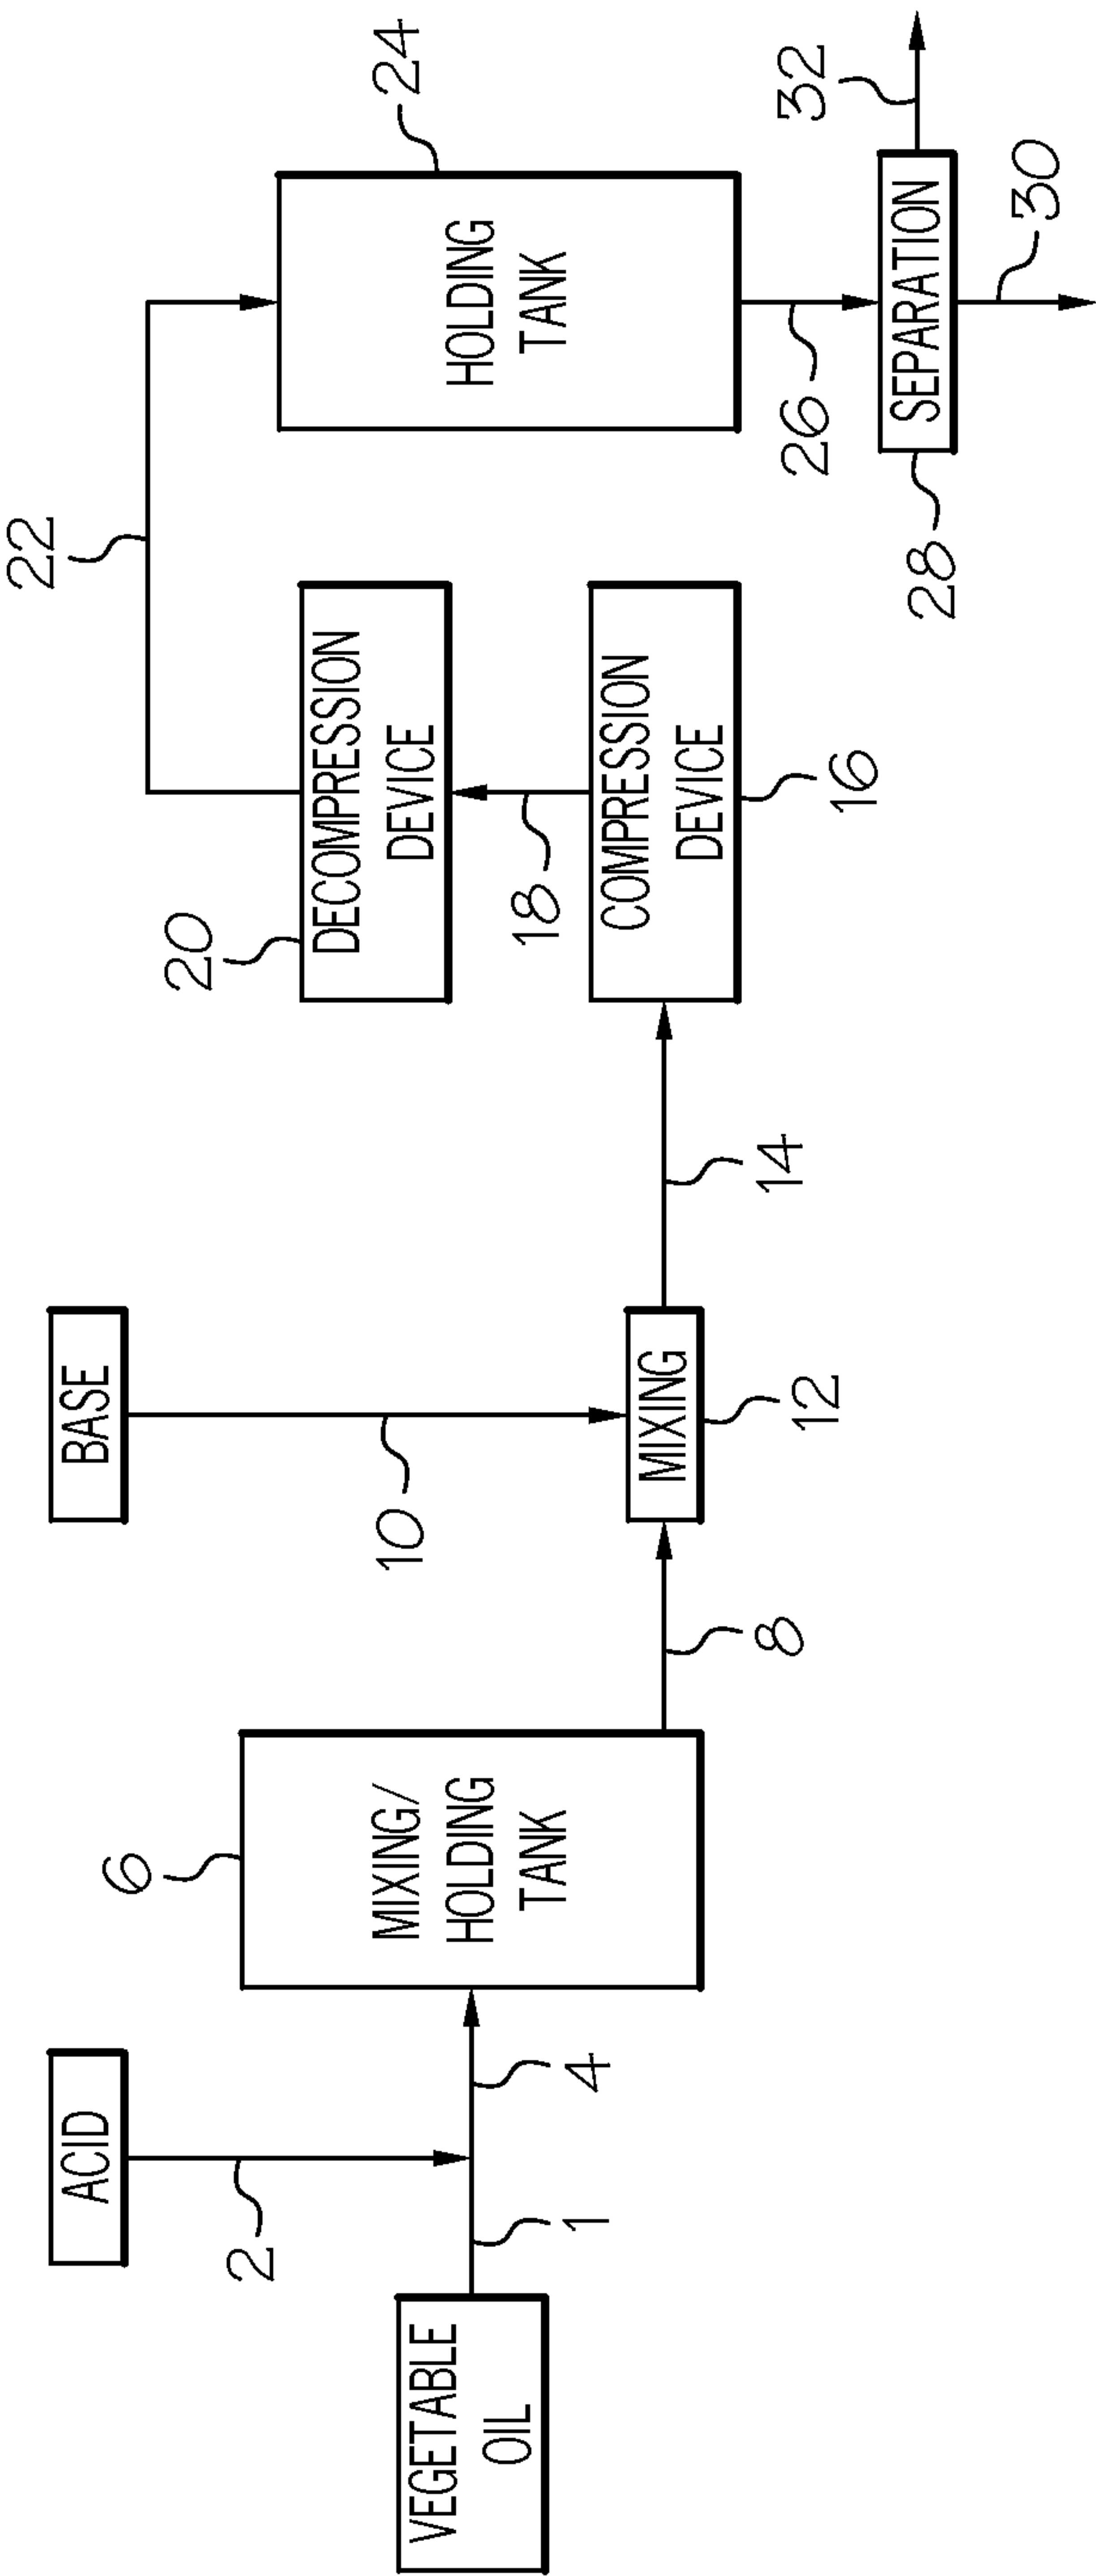 ACID
2
VEGETABLE
OIL
1
4
6
MIXING/
HOLDING
TANK
8
BASE
10
MIXING
12
14
20
DECOMPRESSION
DEVICE
18
COMPRESSION
DEVICE
16
22
24
HOLDING
TANK
26
SEPARATION
28
30
32